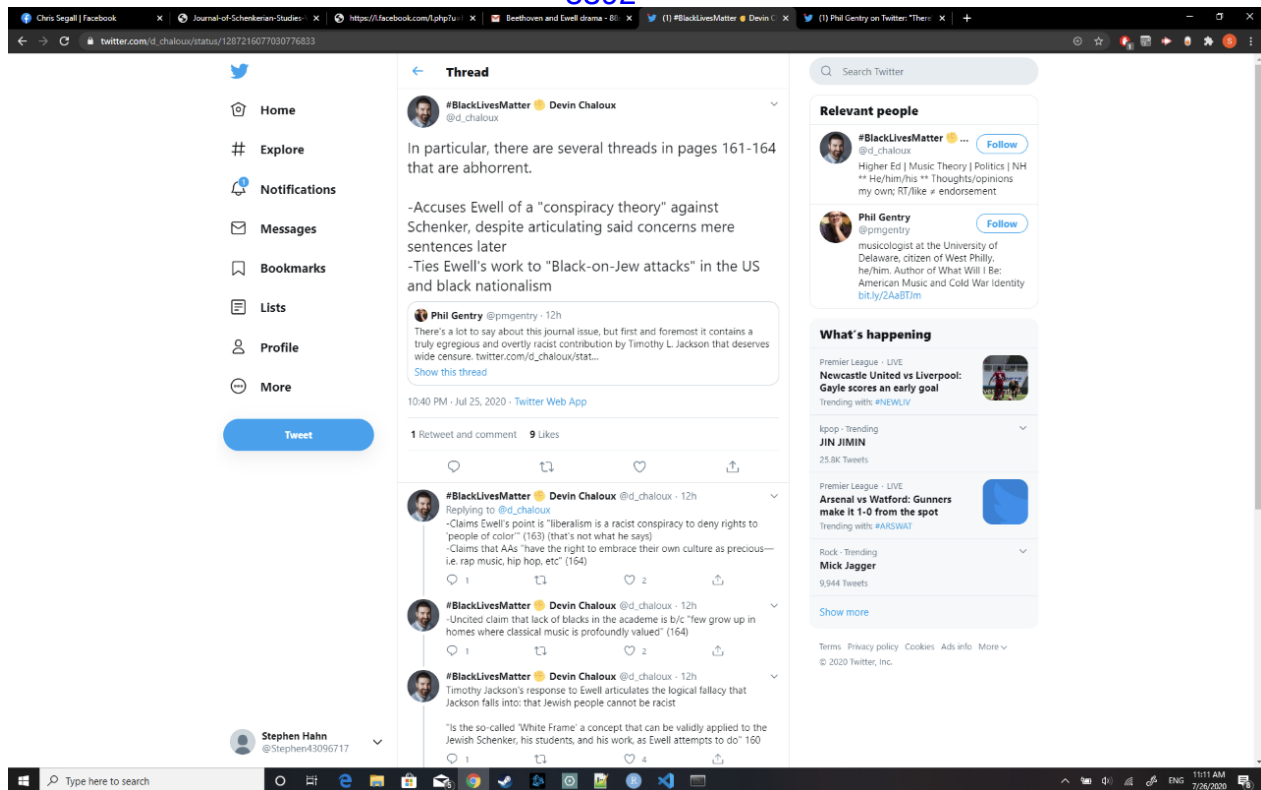 Chris Segall | Facebook
Journal-of-Schenkerian-Studies-
https://l.facebook.com/l.php?u=
Beethoven and Ewell drama - 80
(1) #BlackLivesMatter ✊ Devin C
(1) Phil Gentry on Twitter: "There
twitter.com/d_chaloux/status/1287216077030776833
Home
Explore
Notifications
Messages
Bookmarks
Lists
Profile
More
Tweet
Stephen Hahn
@Stephen43096717
Thread
#BlackLivesMatter ✊ Devin Chaloux
@d_chaloux
In particular, there are several threads in pages 161-164
that are abhorrent.
-Accuses Ewell of a "conspiracy theory" against
Schenker, despite articulating said concerns mere
sentences later
-Ties Ewell's work to "Black-on-Jew attacks" in the US
and black nationalism
Phil Gentry @pmgentry · 12h
There's a lot to say about this journal issue, but first and foremost it contains a
truly egregious and overtly racist contribution by Timothy L. Jackson that deserves
wide censure. twitter.com/d_chaloux/stat...
Show this thread
10:40 PM · Jul 25, 2020 · Twitter Web App
1 Retweet and comment 9 Likes
#BlackLivesMatter ✊ Devin Chaloux @d_chaloux · 12h
Replying to @d_chaloux
-Claims Ewell's point is "liberalism is a racist conspiracy to deny rights to
'people of color'" (163) (that's not what he says)
-Claims that AAs "have the right to embrace their own culture as precious—
i.e. rap music, hip hop, etc" (164)
1 2
#BlackLivesMatter ✊ Devin Chaloux @d_chaloux · 12h
-Uncited claim that lack of blacks in the academe is b/c "few grow up in
homes where classical music is profoundly valued" (164)
1 2
#BlackLivesMatter ✊ Devin Chaloux @d_chaloux · 12h
Timothy Jackson's response to Ewell articulates the logical fallacy that
Jackson falls into: that Jewish people cannot be racist
"Is the so-called 'White Frame' a concept that can be validly applied to the
Jewish Schenker, his students, and his work, as Ewell attempts to do" 160
1 4
Search Twitter
Relevant people
#BlackLivesMatter ✊ ...
@d_chaloux
Follow
Higher Ed | Music Theory | Politics | NH
** He/him/his ** Thoughts/opinions
my own; RT/like ≠ endorsement
Phil Gentry
@pmgentry
Follow
musicologist at the University of
Delaware, citizen of West Philly.
he/him. Author of What Will I Be:
American Music and Cold War Identity
bit.ly/2AaBTJm
What's happening
Premier League · LIVE
Newcastle United vs Liverpool:
Gayle scores an early goal
Trending with: #NEWLIV
kpop · Trending
JIN JIMIN
25.8K Tweets
Premier League · LIVE
Arsenal vs Watford: Gunners
make it 1-0 from the spot
Trending with: #ARSWAT
Rock · Trending
Mick Jagger
9,944 Tweets
Show more
Terms Privacy policy Cookies Ads info More
© 2020 Twitter, Inc.
Type here to search
ENG
11:11 AM
7/26/2020